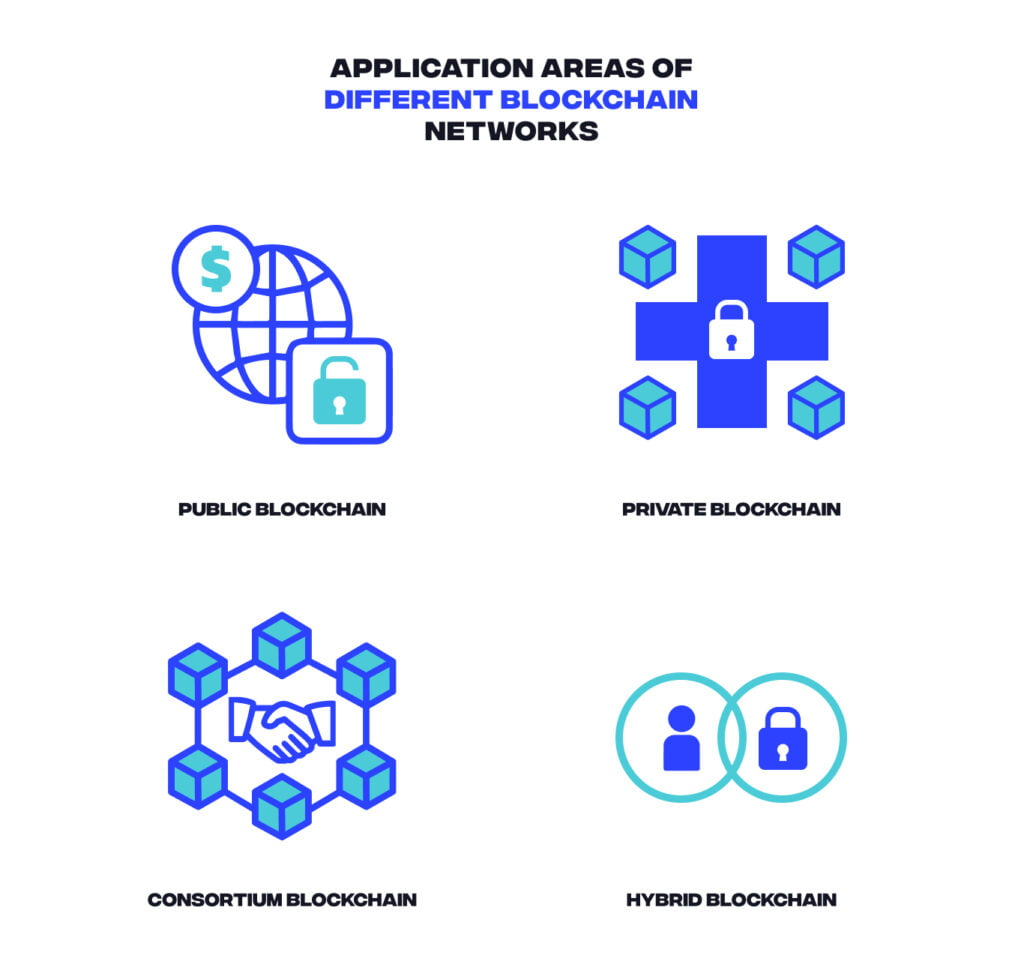 APPLICATION AREAS OF
DIFFERENT BLOCKCHAIN
NETWORKS
$
PUBLIC BLOCKCHAIN
PRIVATE BLOCKCHAIN
CONSORTIUM BLOCKCHAIN
HYBRID BLOCKCHAIN